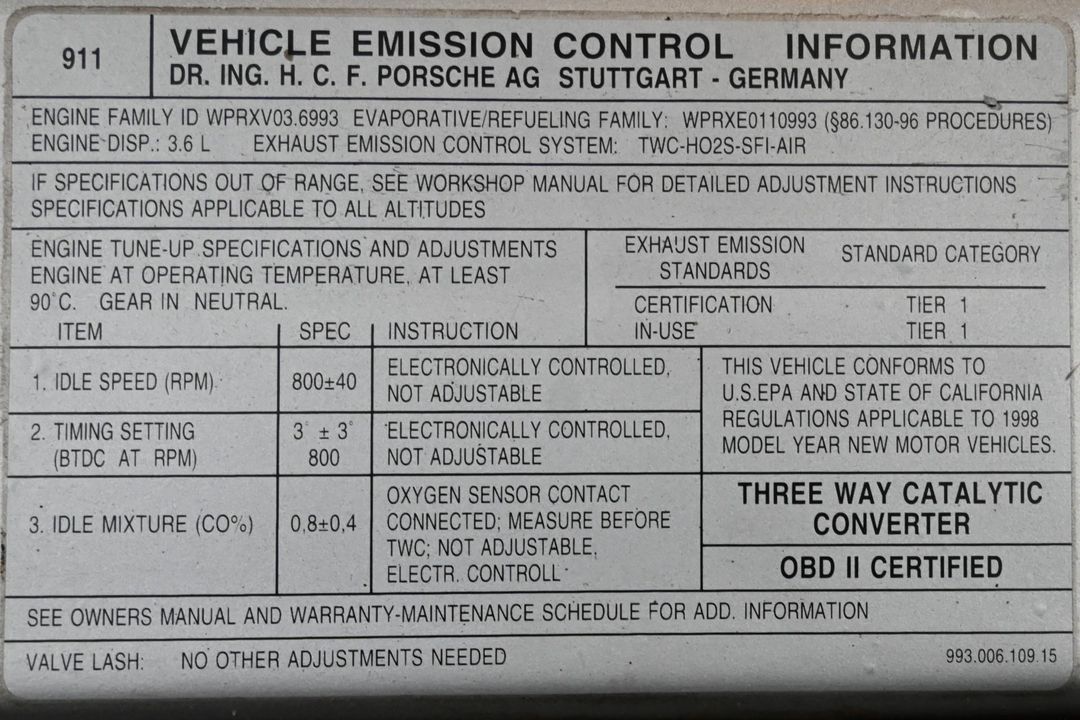 911
VEHICLE EMISSION CONTROL INFORMATION
DR. ING. H. C. F. PORSCHE AG STUTTGART - GERMANY
ENGINE FAMILY ID WPRXV03.6993 EVAPORATIVE/REFUELING FAMILY: WPRXE0110993 (§86.130-96 PROCEDURES)
ENGINE DISP.: 3.6 L EXHAUST EMISSION CONTROL SYSTEM: TWC-HO2S-SFI-AIR
IF SPECIFICATIONS OUT OF RANGE, SEE WORKSHOP MANUAL FOR DETAILED ADJUSTMENT INSTRUCTIONS
SPECIFICATIONS APPLICABLE TO ALL ALTITUDES
ENGINE TUNE-UP SPECIFICATIONS AND ADJUSTMENTS
ENGINE AT OPERATING TEMPERATURE, AT LEAST
90°C. GEAR IN NEUTRAL.
EXHAUST EMISSION STANDARD CATEGORY
STANDARDS
CERTIFICATION TIER 1
IN-USE TIER 1
ITEM SPEC INSTRUCTION
1. IDLE SPEED (RPM) 800±40 ELECTRONICALLY CONTROLLED,
NOT ADJUSTABLE
2. TIMING SETTING 3° ± 3° ELECTRONICALLY CONTROLLED,
(BTDC AT RPM) 800 NOT ADJUSTABLE
3. IDLE MIXTURE (CO%) 0,8±0,4 OXYGEN SENSOR CONTACT
CONNECTED; MEASURE BEFORE
TWC; NOT ADJUSTABLE,
ELECTR. CONTROLL
THIS VEHICLE CONFORMS TO
U.S.EPA AND STATE OF CALIFORNIA
REGULATIONS APPLICABLE TO 1998
MODEL YEAR NEW MOTOR VEHICLES.
THREE WAY CATALYTIC
CONVERTER
OBD II CERTIFIED
SEE OWNERS MANUAL AND WARRANTY-MAINTENANCE SCHEDULE FOR ADD. INFORMATION
VALVE LASH: NO OTHER ADJUSTMENTS NEEDED
993.006.109.15